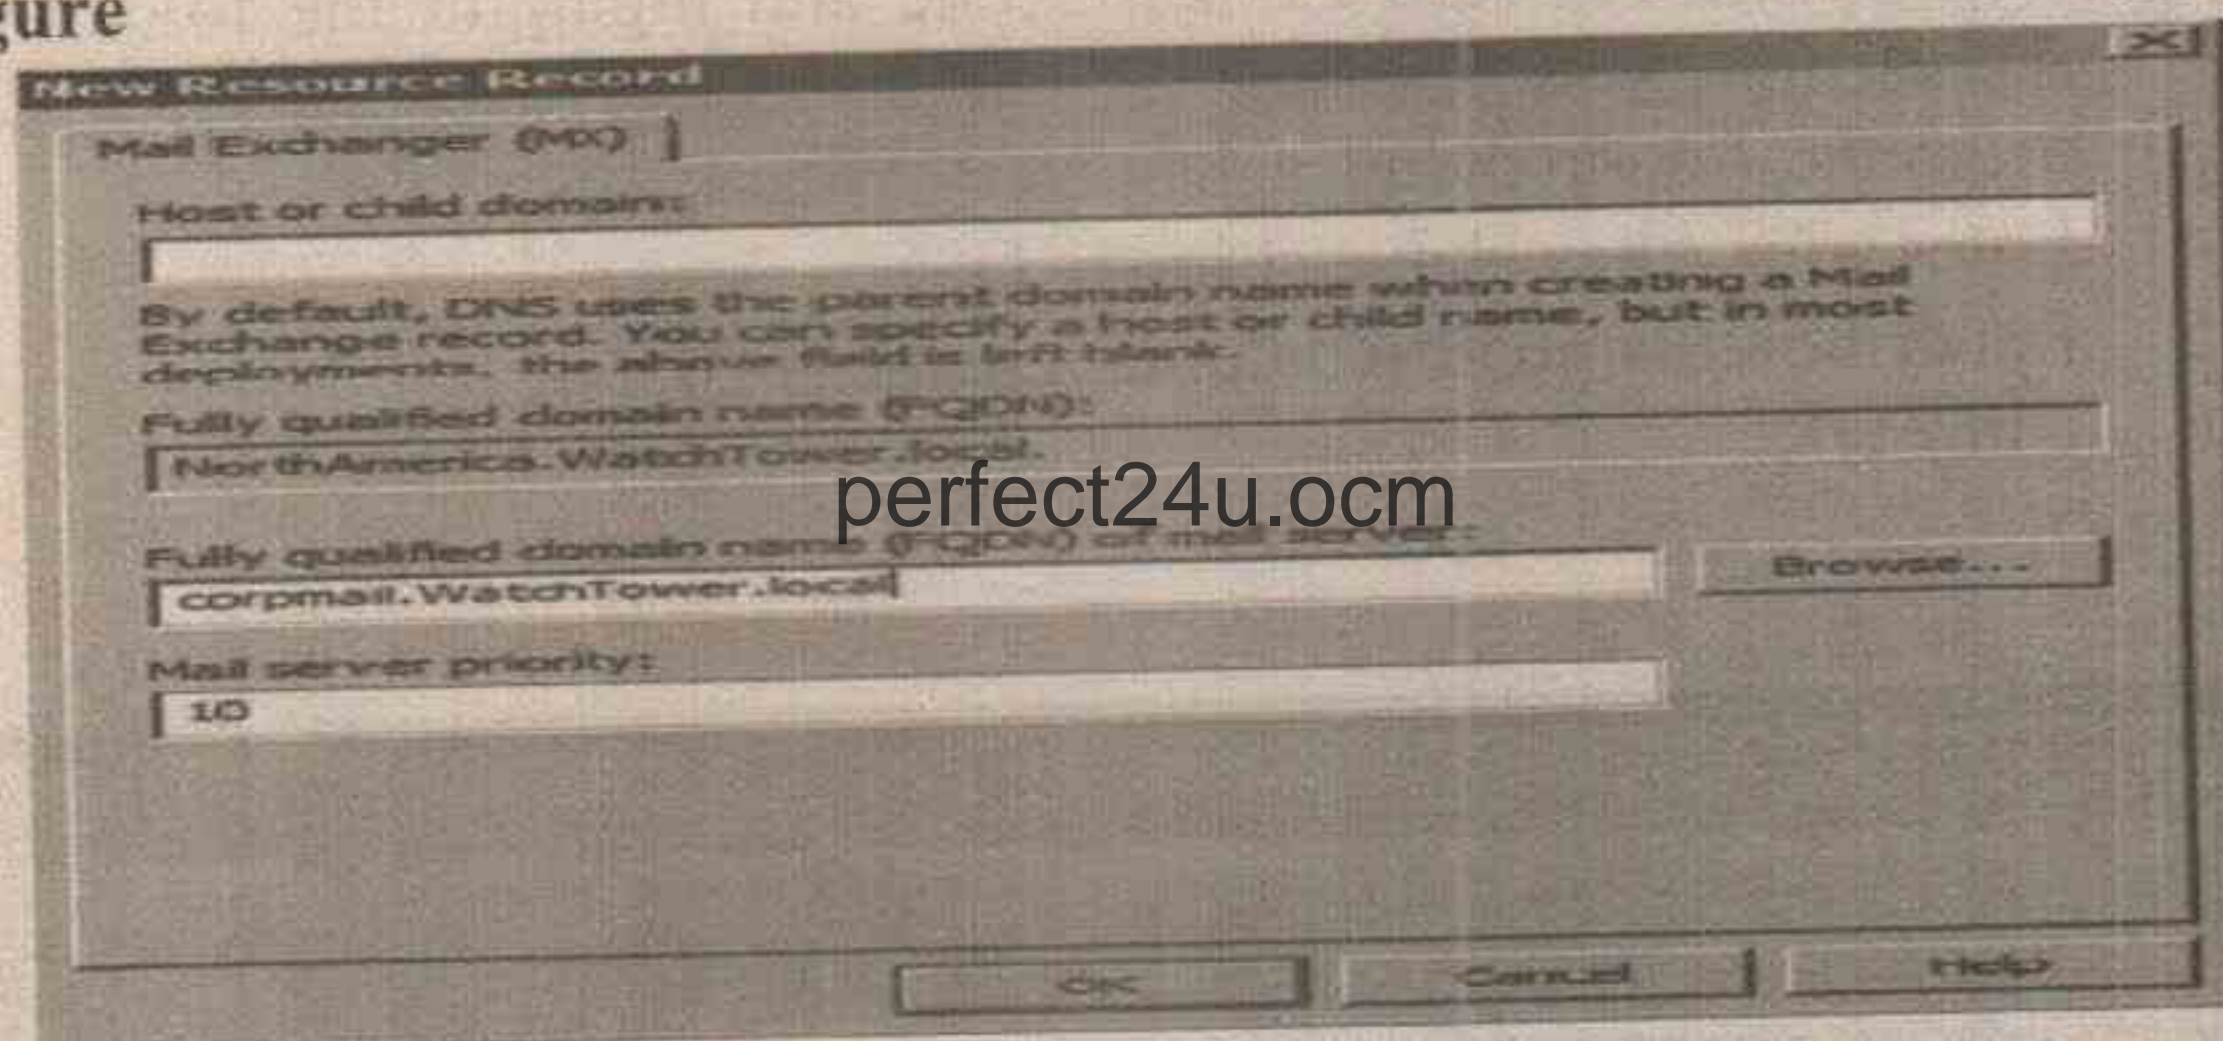 gure
New Resource Record
Mail Exchanger (MX)
Host or child domain:
By default, DNS uses the parent domain name when creating a Mail
Exchange record. You can specify a host or child name, but in most
deployments, the above field is left blank.
Fully qualified domain name (FQDN):
NorthAmerica.WatchTower.local.
perfect24u.ocm
Fully qualified domain name (FQDN) of mail server:
corpmail.WatchTower.local
Browse...
Mail server priority:
10
OK
Cancel
Help